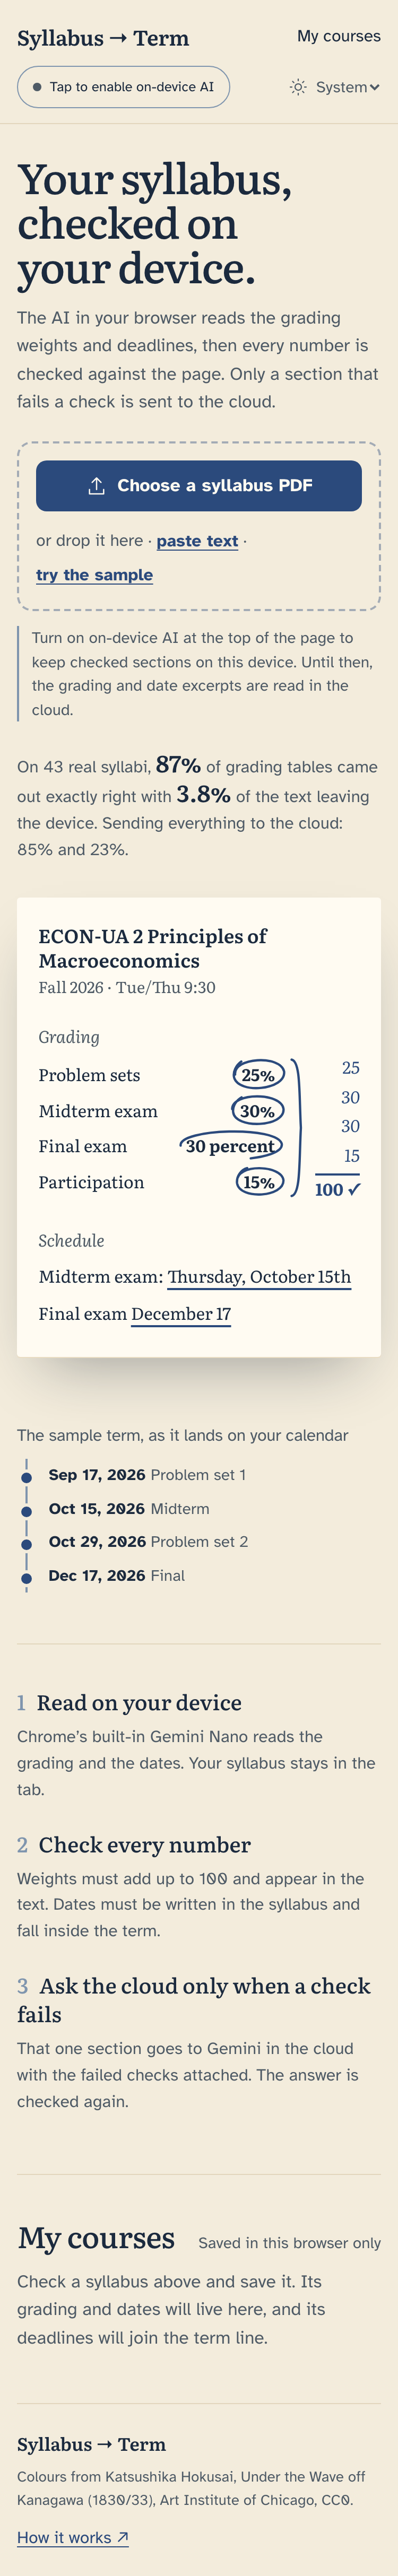 Syllabus → Term
My courses
Tap to enable on-device AI
System
Your syllabus,
checked on
your device.
The AI in your browser reads the grading
weights and deadlines, then every number is
checked against the page. Only a section that
fails a check is sent to the cloud.
Choose a syllabus PDF
or drop it here · paste text ·
try the sample
Turn on on-device AI at the top of the page to
keep checked sections on this device. Until then,
the grading and date excerpts are read in the
cloud.
On 43 real syllabi, 87% of grading tables came
out exactly right with 3.8% of the text leaving
the device. Sending everything to the cloud:
85% and 23%.
ECON-UA 2 Principles of
Macroeconomics
Fall 2026 · Tue/Thu 9:30
Grading
Problem sets 25% 25
Midterm exam 30% 30
Final exam 30 percent 30
Participation 15% 15
100 ✓
Schedule
Midterm exam: Thursday, October 15th
Final exam December 17
The sample term, as it lands on your calendar
Sep 17, 2026 Problem set 1
Oct 15, 2026 Midterm
Oct 29, 2026 Problem set 2
Dec 17, 2026 Final
1 Read on your device
Chrome’s built-in Gemini Nano reads the
grading and the dates. Your syllabus stays in the
tab.
2 Check every number
Weights must add up to 100 and appear in the
text. Dates must be written in the syllabus and
fall inside the term.
3 Ask the cloud only when a check
fails
That one section goes to Gemini in the cloud
with the failed checks attached. The answer is
checked again.
My courses
Saved in this browser only
Check a syllabus above and save it. Its
grading and dates will live here, and its
deadlines will join the term line.
Syllabus → Term
Colours from Katsushika Hokusai, Under the Wave off
Kanagawa (1830/33), Art Institute of Chicago, CC0.
How it works ↗